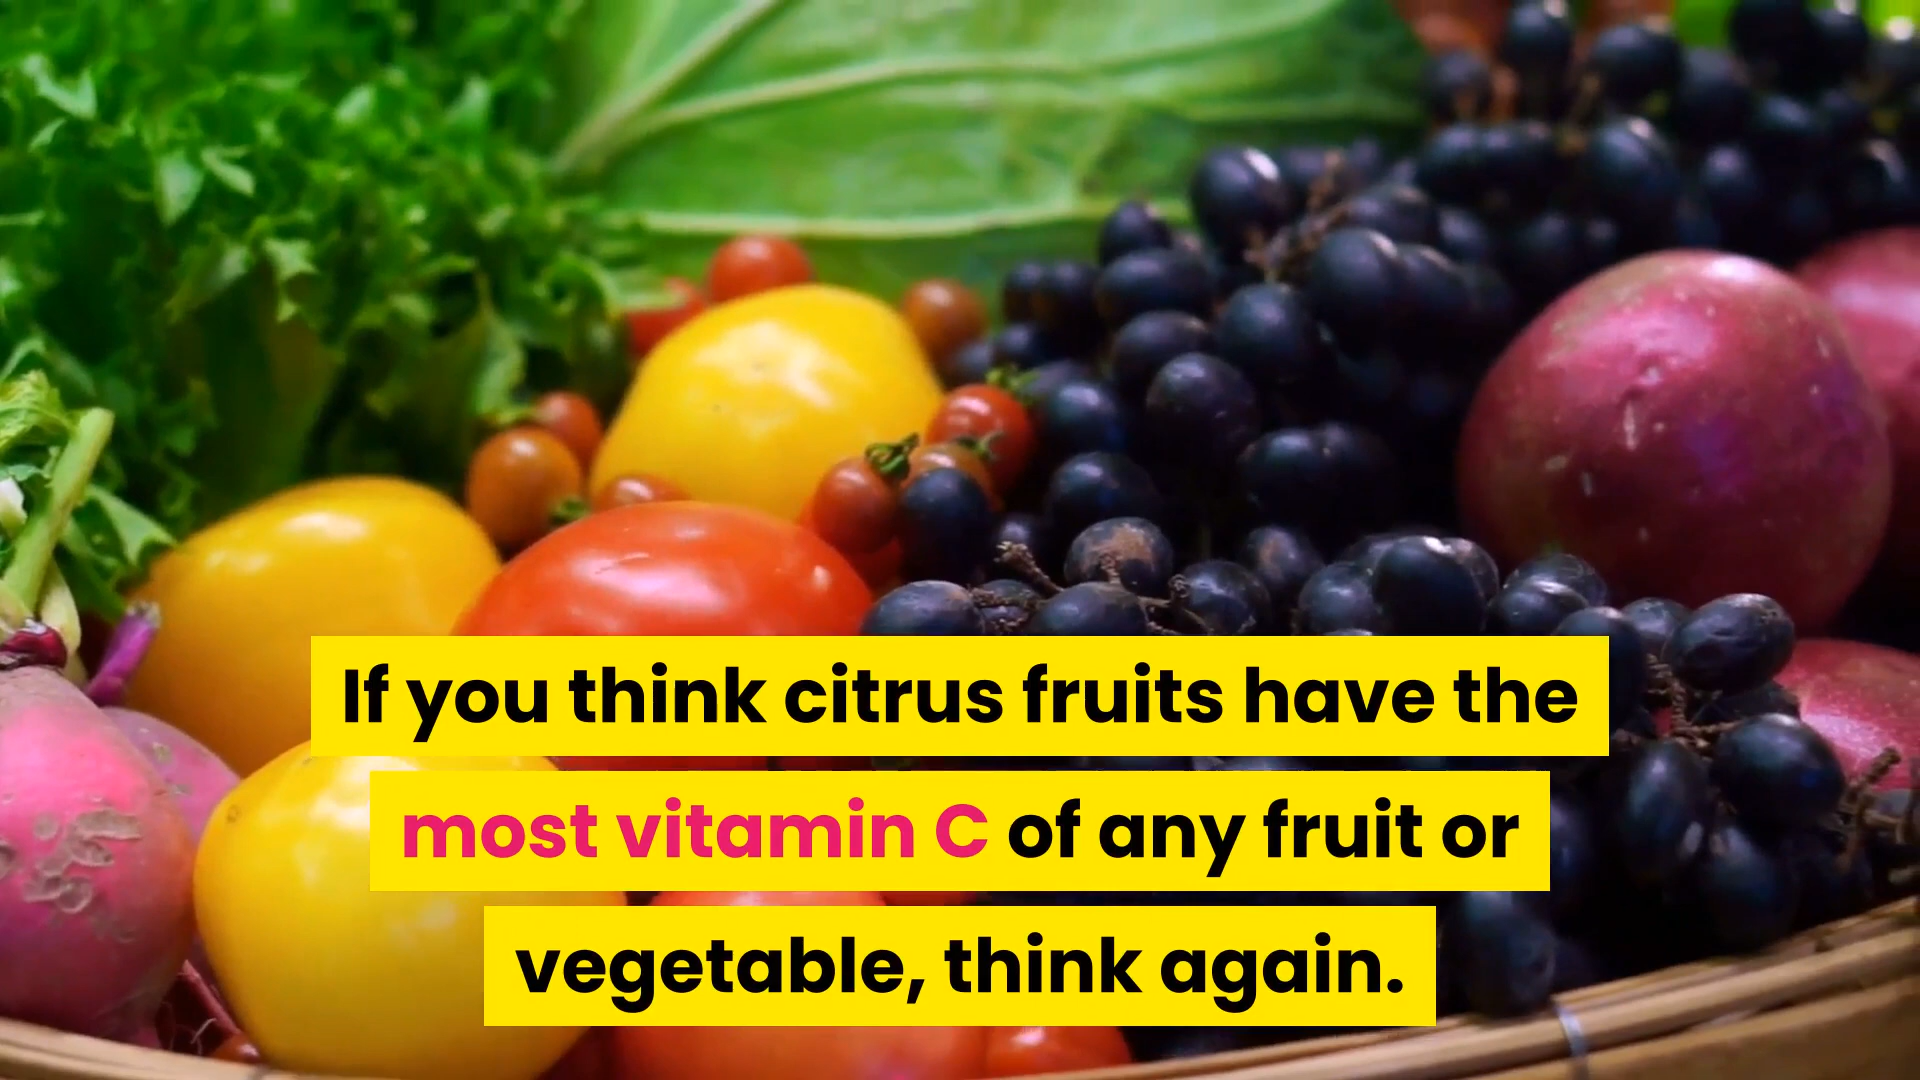 If you think citrus fruits have the
most vitamin C of any fruit or
vegetable, think again.